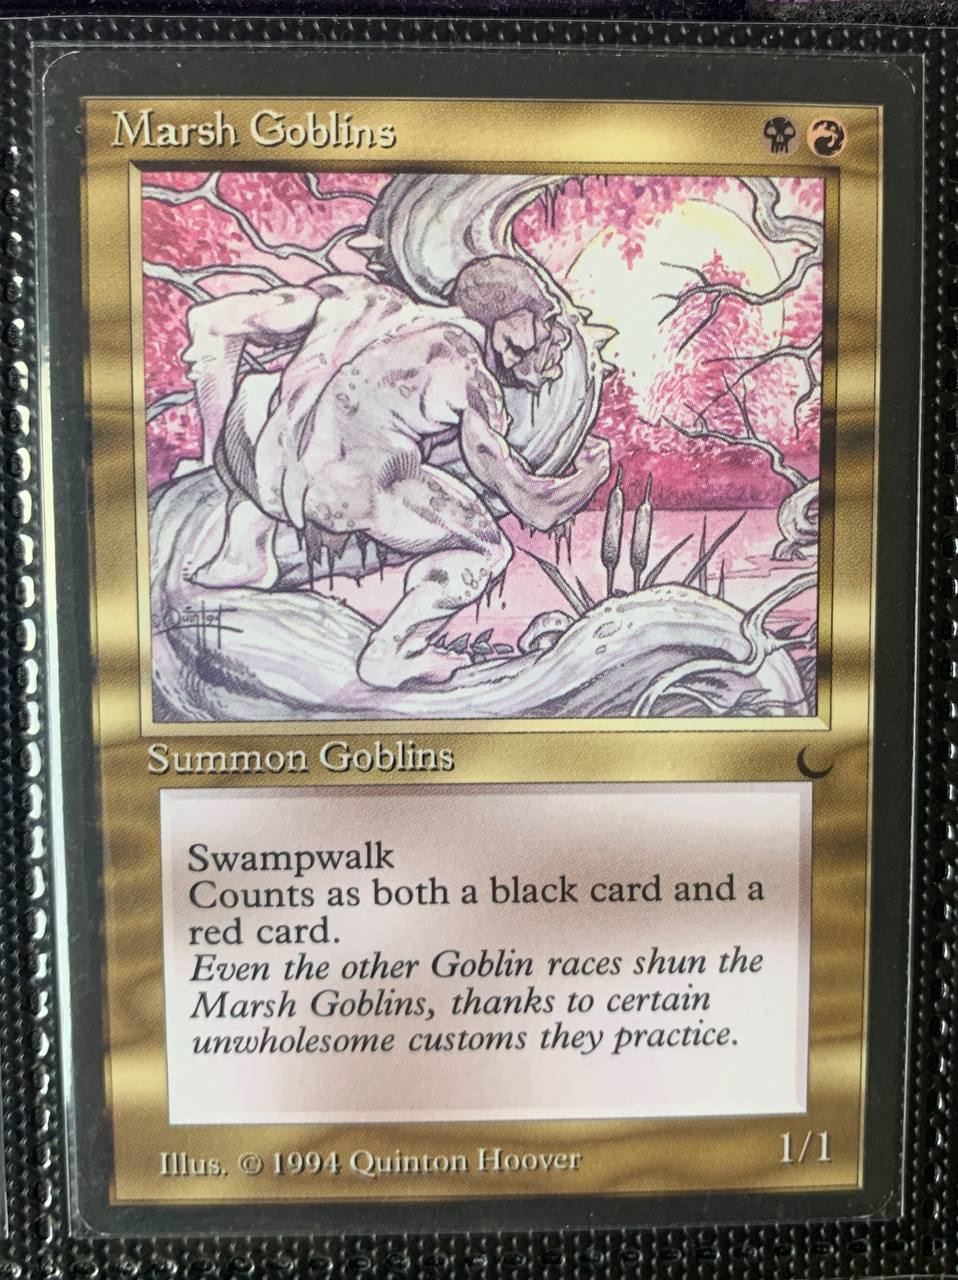 Marsh Goblins
Quinton
Summon Goblins
Swampwalk
Counts as both a black card and a
red card.
Even the other Goblin races shun the
Marsh Goblins, thanks to certain
unwholesome customs they practice.
Illus. © 1994 Quinton Hoover
1/1